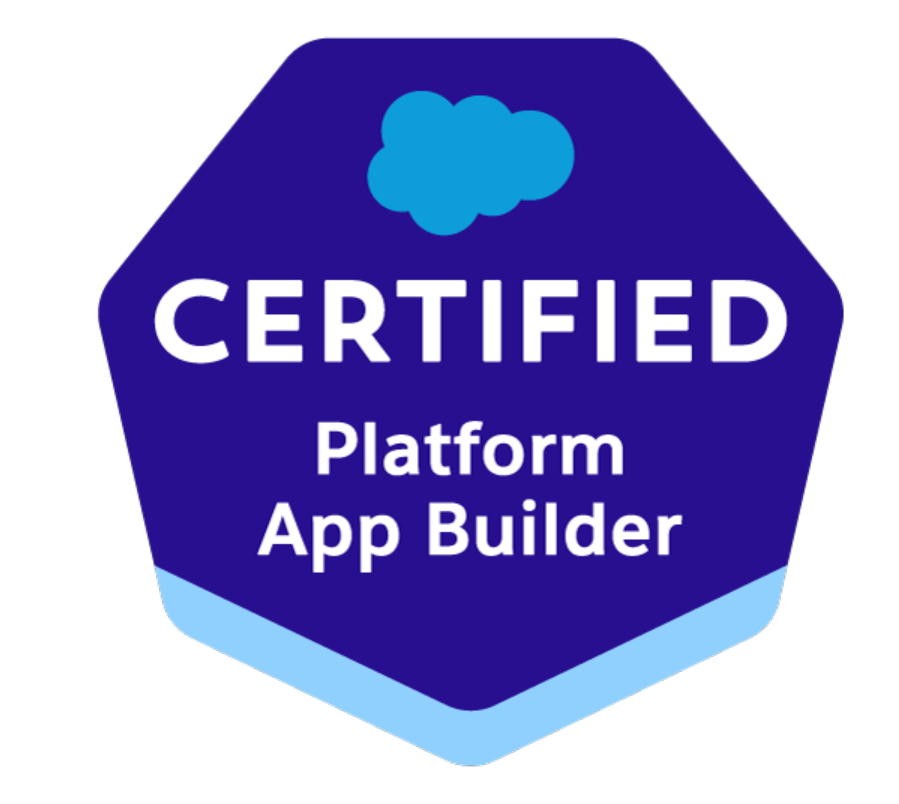 CERTIFIED
Platform
App Builder